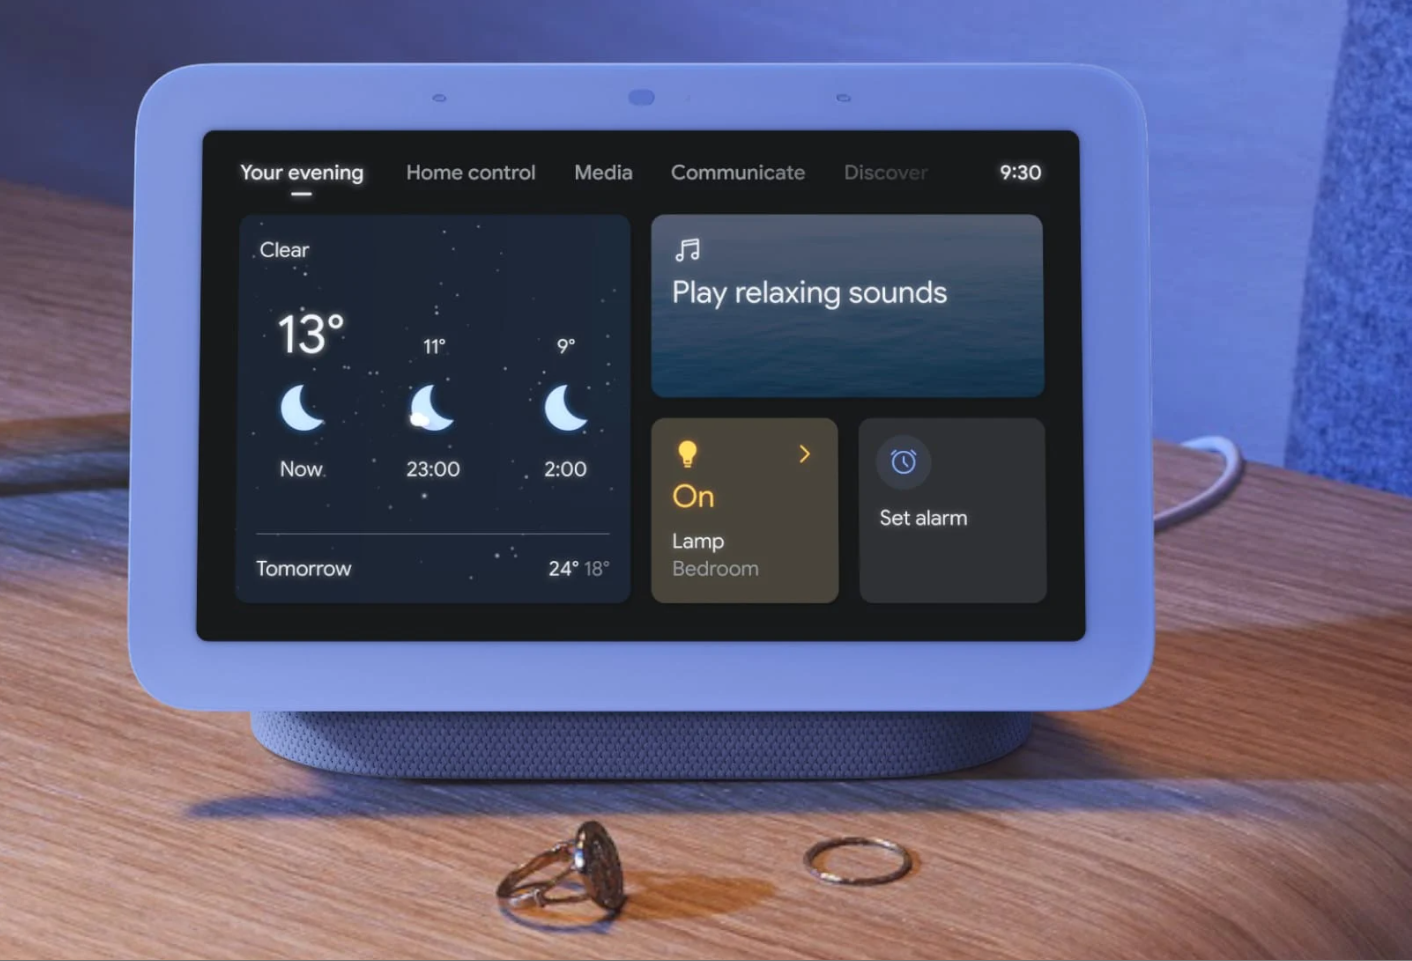 Your evening Home control Media Communicate Discover 9:30
Clear
13° 11° 9°
Now 23:00 2:00
Tomorrow 24° 18°
Play relaxing sounds
On
Lamp
Bedroom
Set alarm